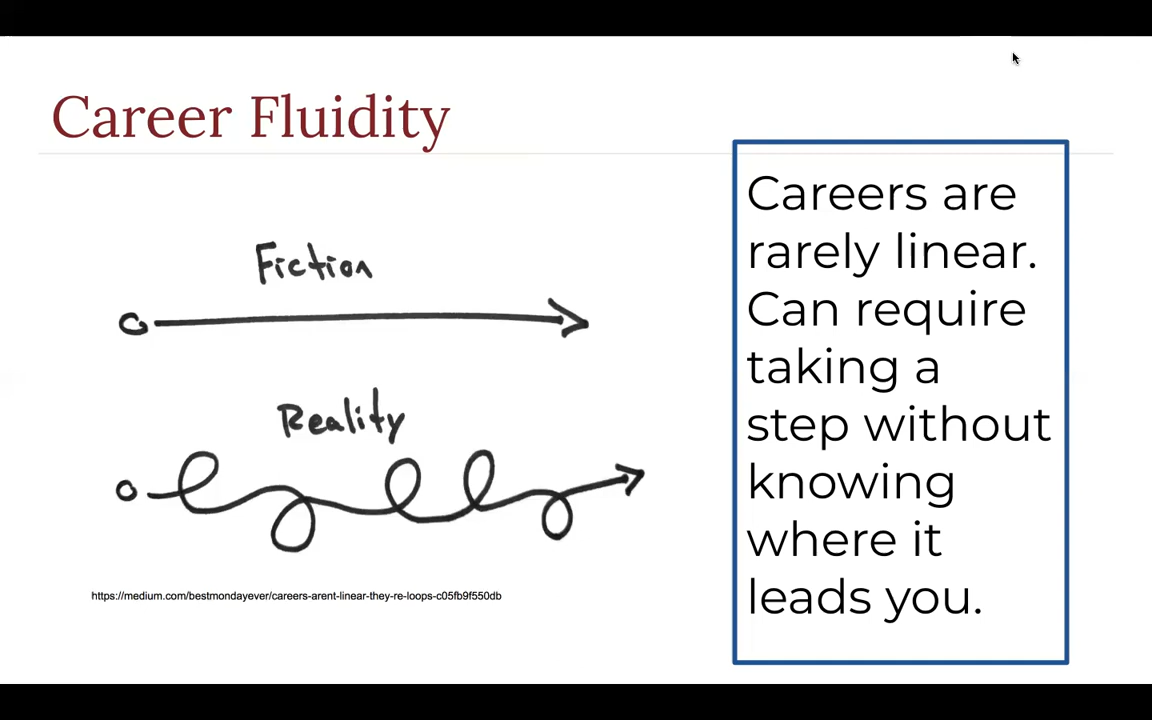 Career Fluidity
Fiction
Reality
https://medium.com/bestmondayever/careers-arent-linear-they-re-loops-c05fb9f550db
Careers are
rarely linear.
Can require
taking a
step without
knowing
where it
leads you.